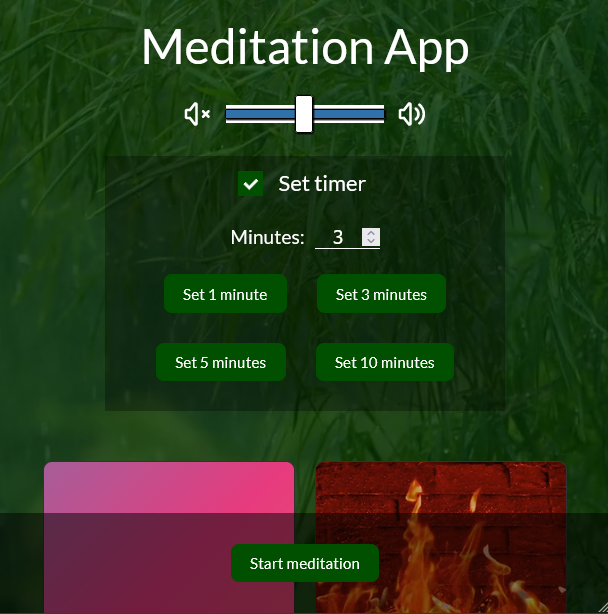 Meditation App
Set timer
Minutes: 3
Set 1 minute Set 3 minutes
Set 5 minutes Set 10 minutes
Start meditation